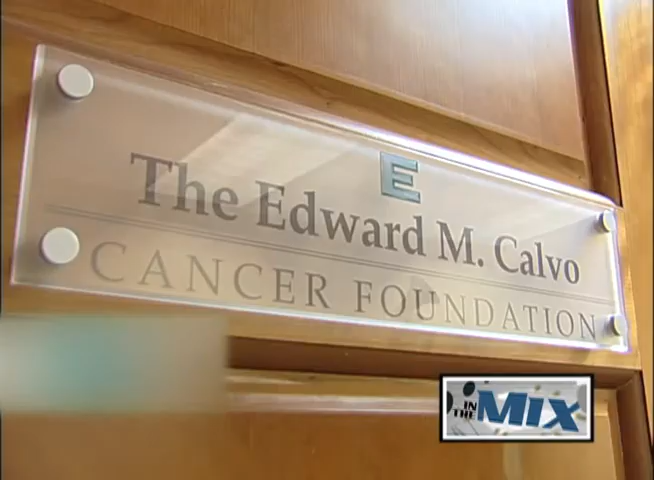 E
The Edward M. Calvo
CANCER FOUNDATION
IN THE MIX